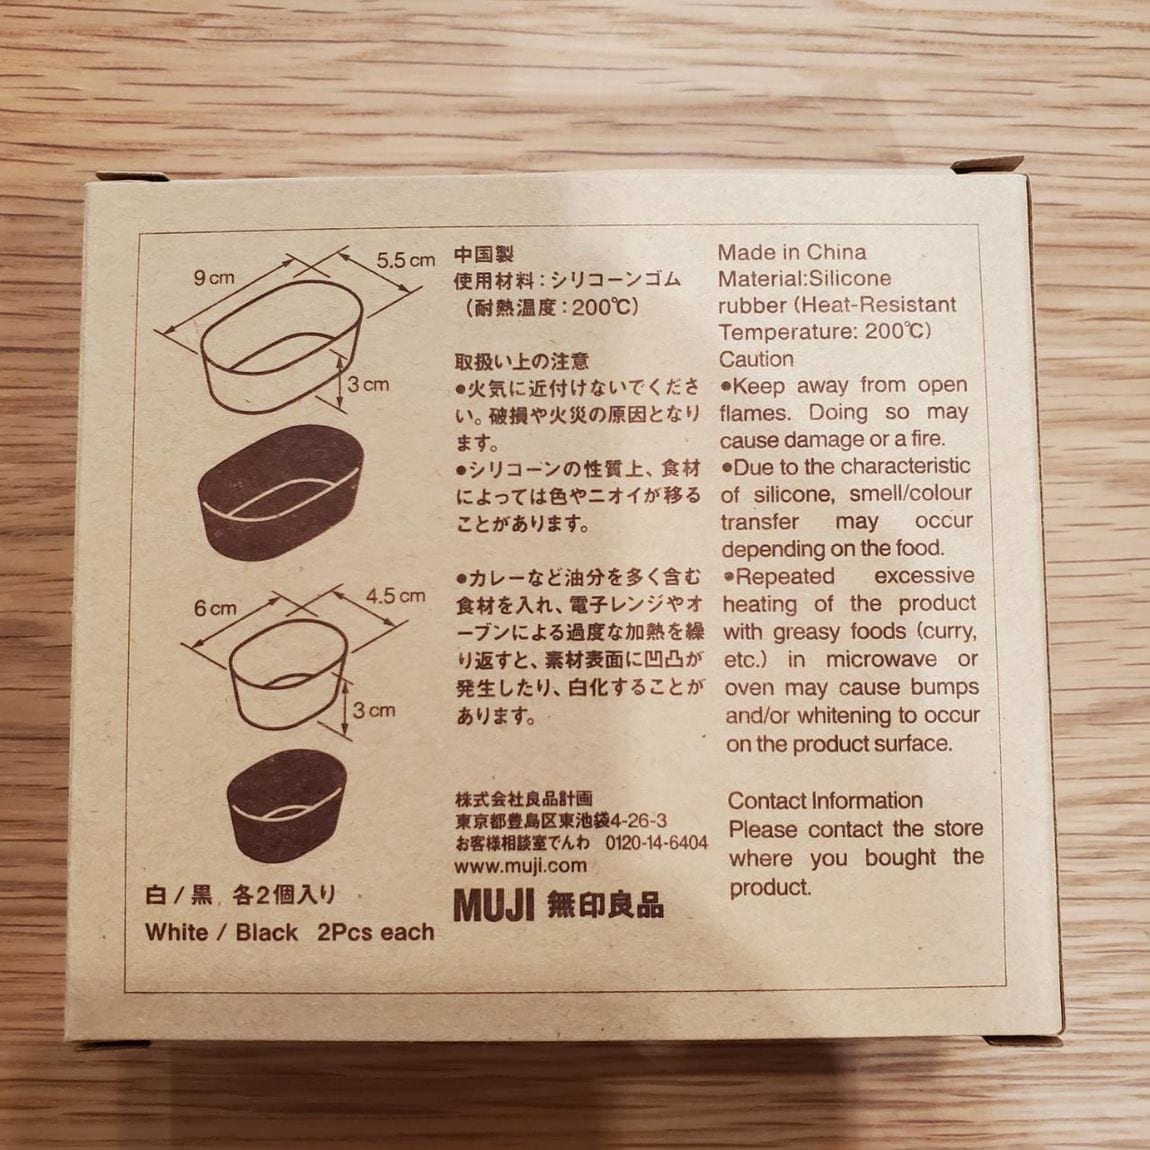 9cm
5.5cm
3cm
6cm
4.5cm
3cm
白/黒 各2個入り
White / Black 2Pcs each
中国製
使用材料:シリコーンゴム
(耐熱温度:200℃)
取扱い上の注意
●火気に近付けないでくださ
い。破損や火災の原因となり
ます。
●シリコーンの性質上、食材
によっては色やニオイが移る
ことがあります。
●カレーなど油分を多く含む
食材を入れ、電子レンジやオ
ーブンによる過度な加熱を繰
り返すと、素材表面に凹凸が
発生したり、白化することが
あります。
株式会社良品計画
東京都豊島区東池袋4-26-3
お客様相談室でんわ 0120-14-6404
www.muji.com
MUJI 無印良品
Made in China
Material:Silicone
rubber (Heat-Resistant
Temperature: 200℃)
Caution
●Keep away from open
flames. Doing so may
cause damage or a fire.
●Due to the characteristic
of silicone, smell/colour
transfer may occur
depending on the food.
●Repeated excessive
heating of the product
with greasy foods (curry,
etc.) in microwave or
oven may cause bumps
and/or whitening to occur
on the product surface.
Contact Information
Please contact the store
where you bought the
product.